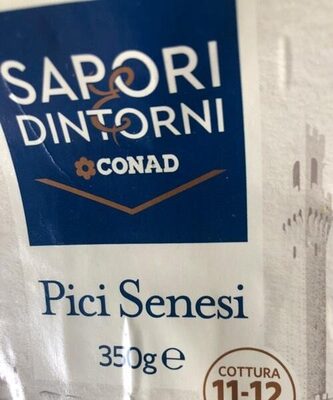 SAPORI
&
DINTORNI
CONAD
Pici Senesi
350g e
COTTURA
11-12